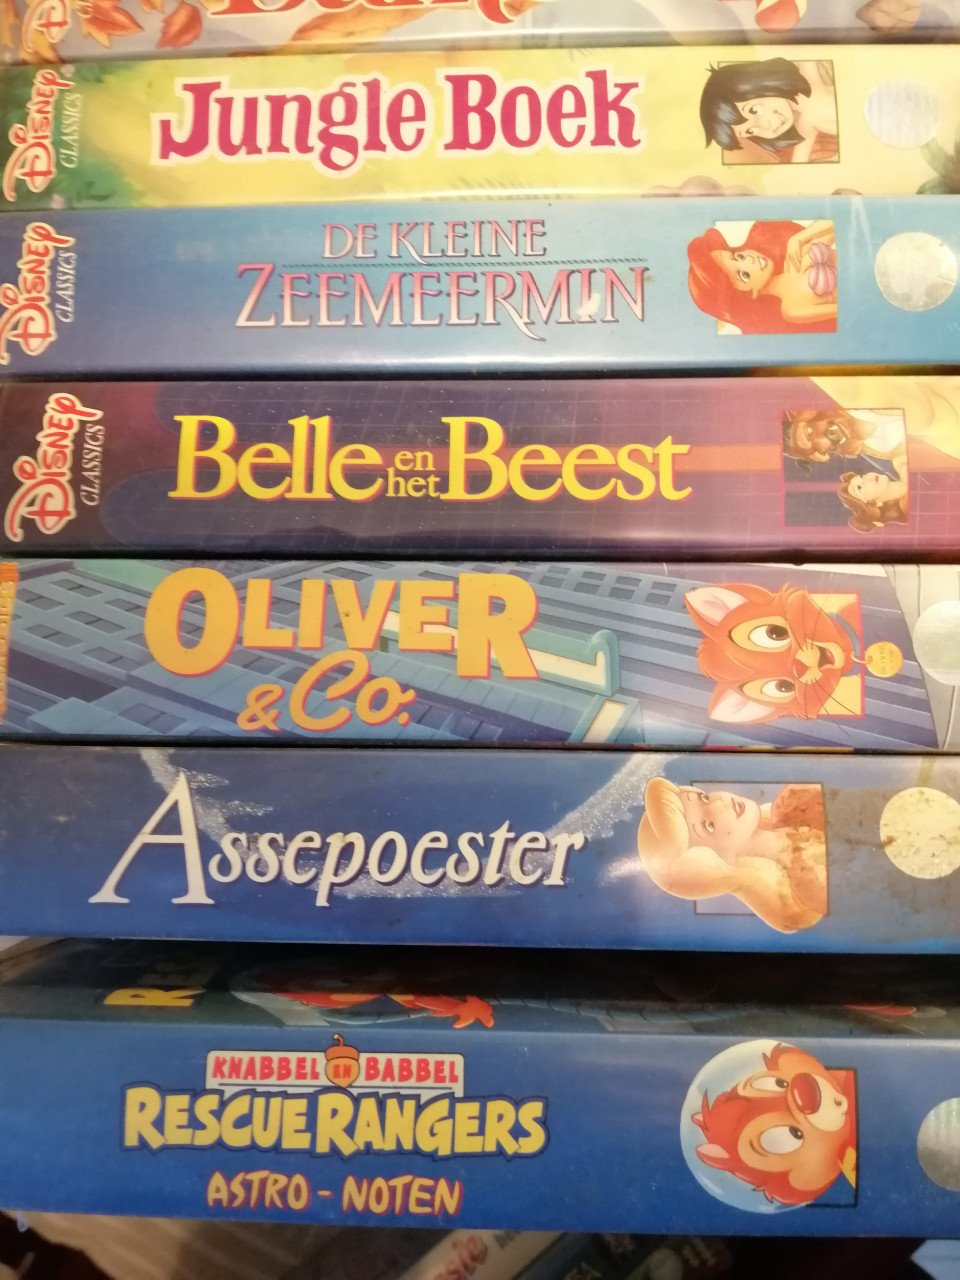 Disney
CLASSICS
Jungle Boek
Disney
CLASSICS
DE KLEINE
ZEEMEERMIN
Disney
CLASSICS
Belle en het Beest
OLIVER
& Co.
Assepoester
KNABBEL EN BABBEL
RESCUE RANGERS
ASTRO - NOTEN